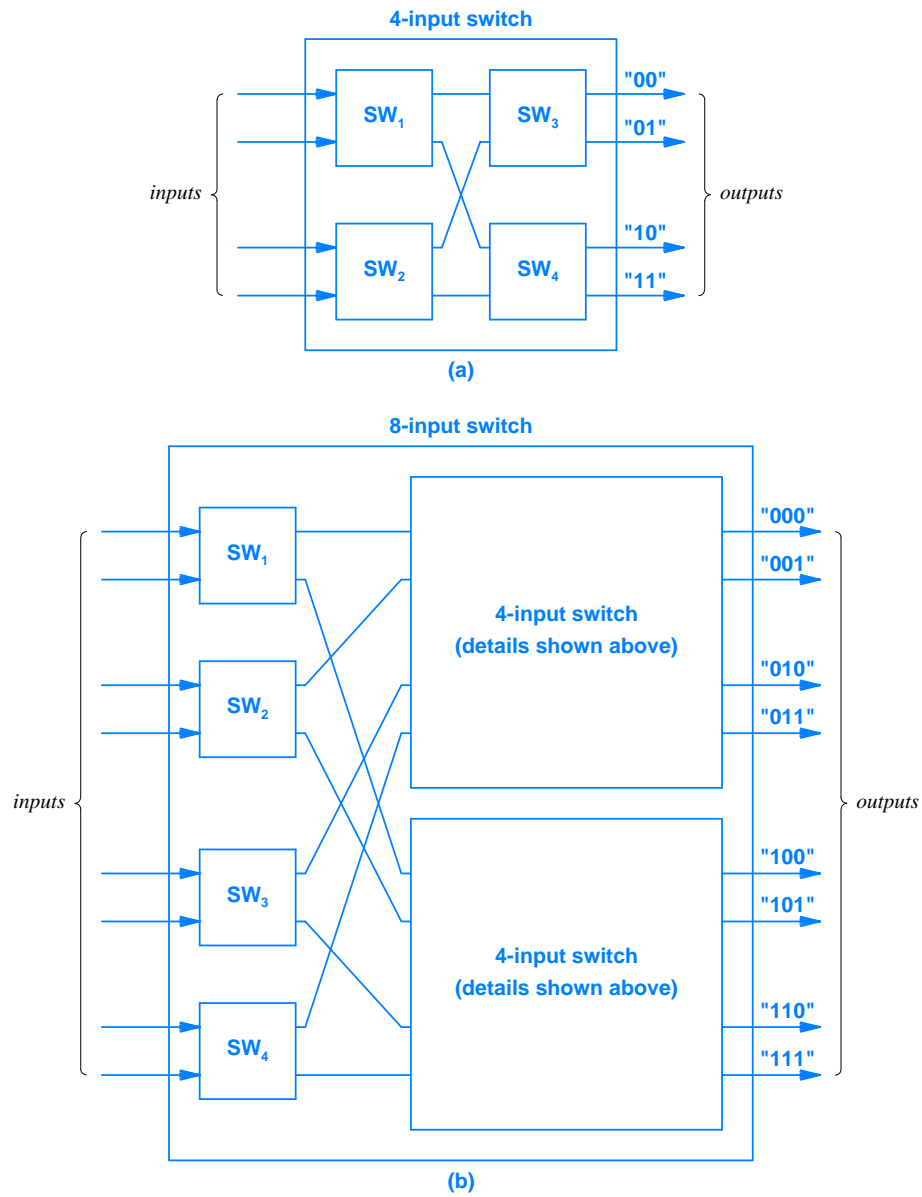 4-input switch
inputs
SW1
SW3
"00"
"01"
outputs
SW2
SW4
"10"
"11"
(a)
8-input switch
inputs
SW1
SW2
SW3
SW4
4-input switch
(details shown above)
4-input switch
(details shown above)
"000"
"001"
"010"
"011"
"100"
"101"
"110"
"111"
outputs
(b)